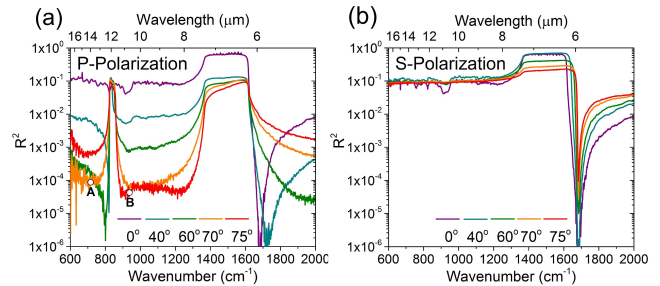 (a)
Wavelength (μm)
16 14 12 10 8 6
P-Polarization
1x10⁰
1x10⁻¹
1x10⁻²
1x10⁻³
1x10⁻⁴
1x10⁻⁵
1x10⁻⁶
R²
A
B
0° 40° 60° 70° 75°
600 800 1000 1200 1400 1600 1800 2000
Wavenumber (cm⁻¹)
(b)
Wavelength (μm)
16 14 12 10 8 6
S-Polarization
1x10⁰
1x10⁻¹
1x10⁻²
1x10⁻³
1x10⁻⁴
1x10⁻⁵
1x10⁻⁶
R²
0° 40° 60° 70° 75°
600 800 1000 1200 1400 1600 1800 2000
Wavenumber (cm⁻¹)